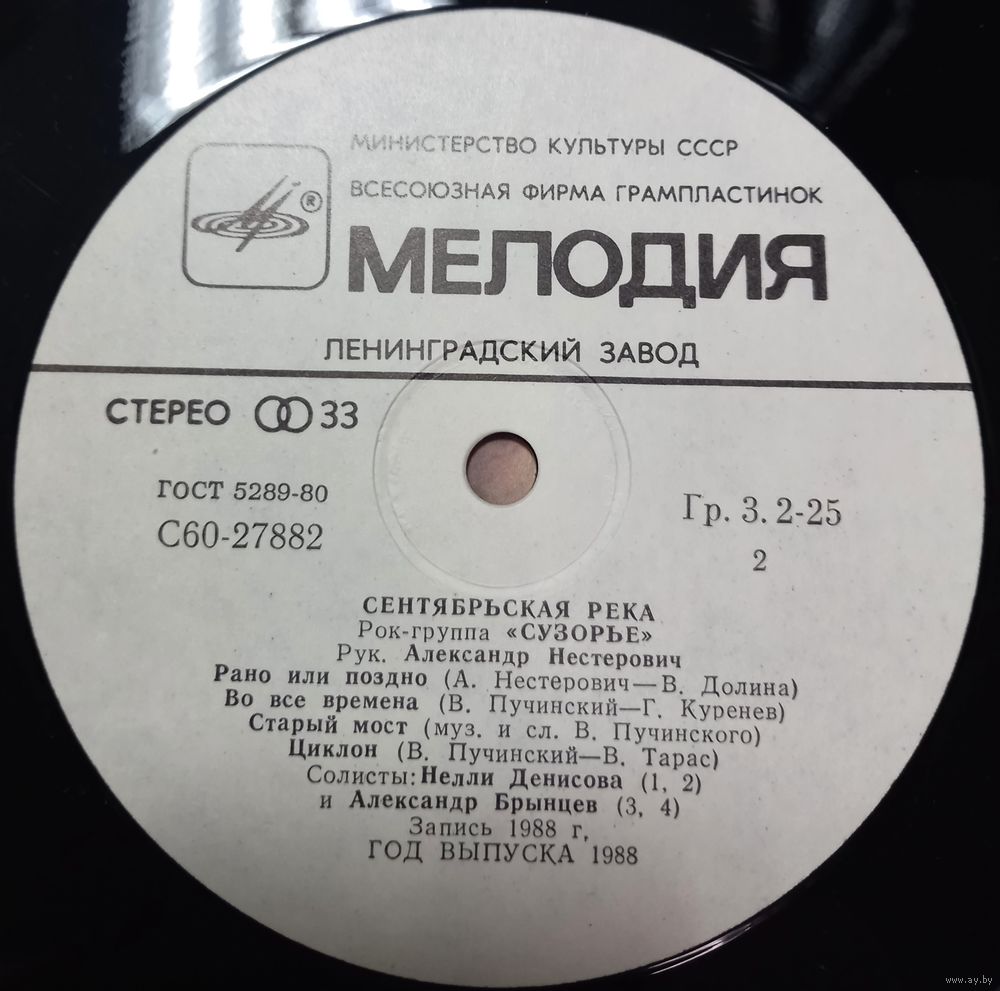 МИНИСТЕРСТВО КУЛЬТУРЫ СССР
ВСЕСОЮЗНАЯ ФИРМА ГРАМПЛАСТИНОК
®
МЕЛОДИЯ
ЛЕНИНГРАДСКИЙ ЗАВОД
СТЕРЕО 33
ГОСТ 5289-80
С60-27882
Гр. 3. 2-25
2
СЕНТЯБРЬСКАЯ РЕКА
Рок-группа «СУЗОРЬЕ»
Рук. Александр Нестерович
Рано или поздно (А. Нестерович—В. Долина)
Во все времена (В. Пучинский—Г. Куренев)
Старый мост (муз. и сл. В. Пучинского)
Циклон (В. Пучинский—В. Тарас)
Солисты: Нелли Денисова (1, 2)
и Александр Брынцев (3, 4)
Запись 1988 г,
ГОД ВЫПУСКА 1988
www.ay.by